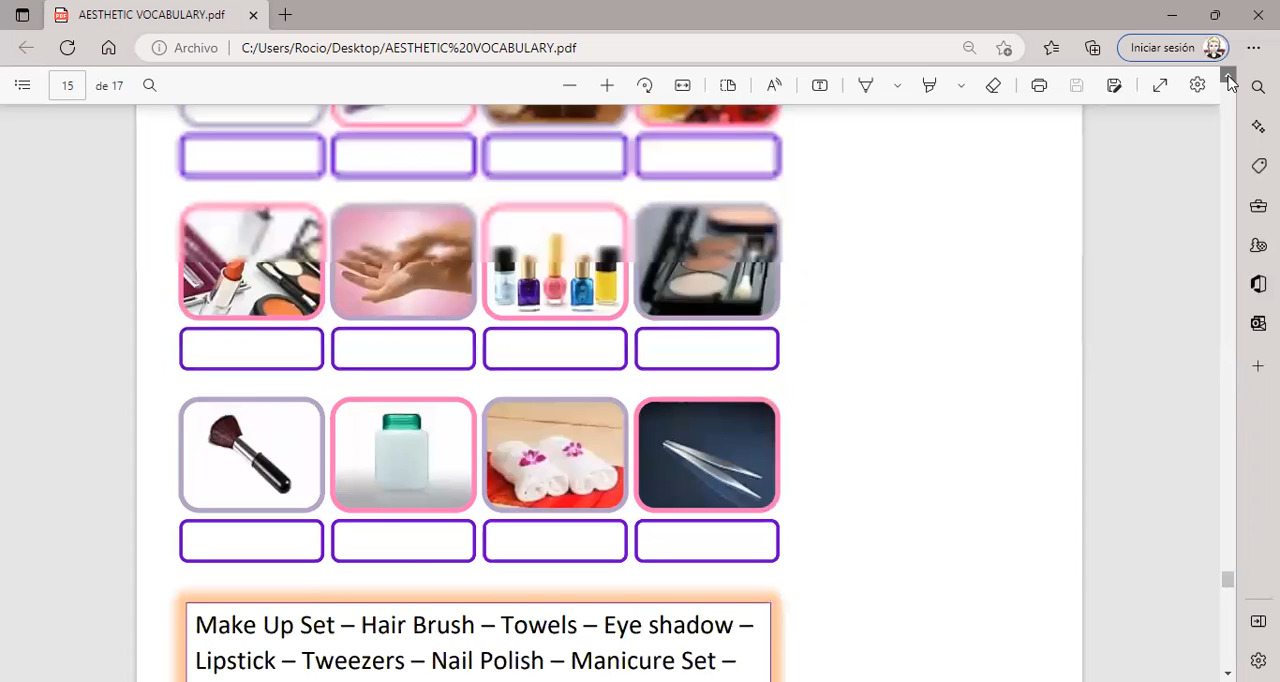 AESTHETIC VOCABULARY.pdf
Archivo
C:/Users/Rocio/Desktop/AESTHETIC%20VOCABULARY.pdf
Iniciar sesión
15 de 17
Make Up Set – Hair Brush – Towels – Eye shadow –
Lipstick – Tweezers – Nail Polish – Manicure Set –